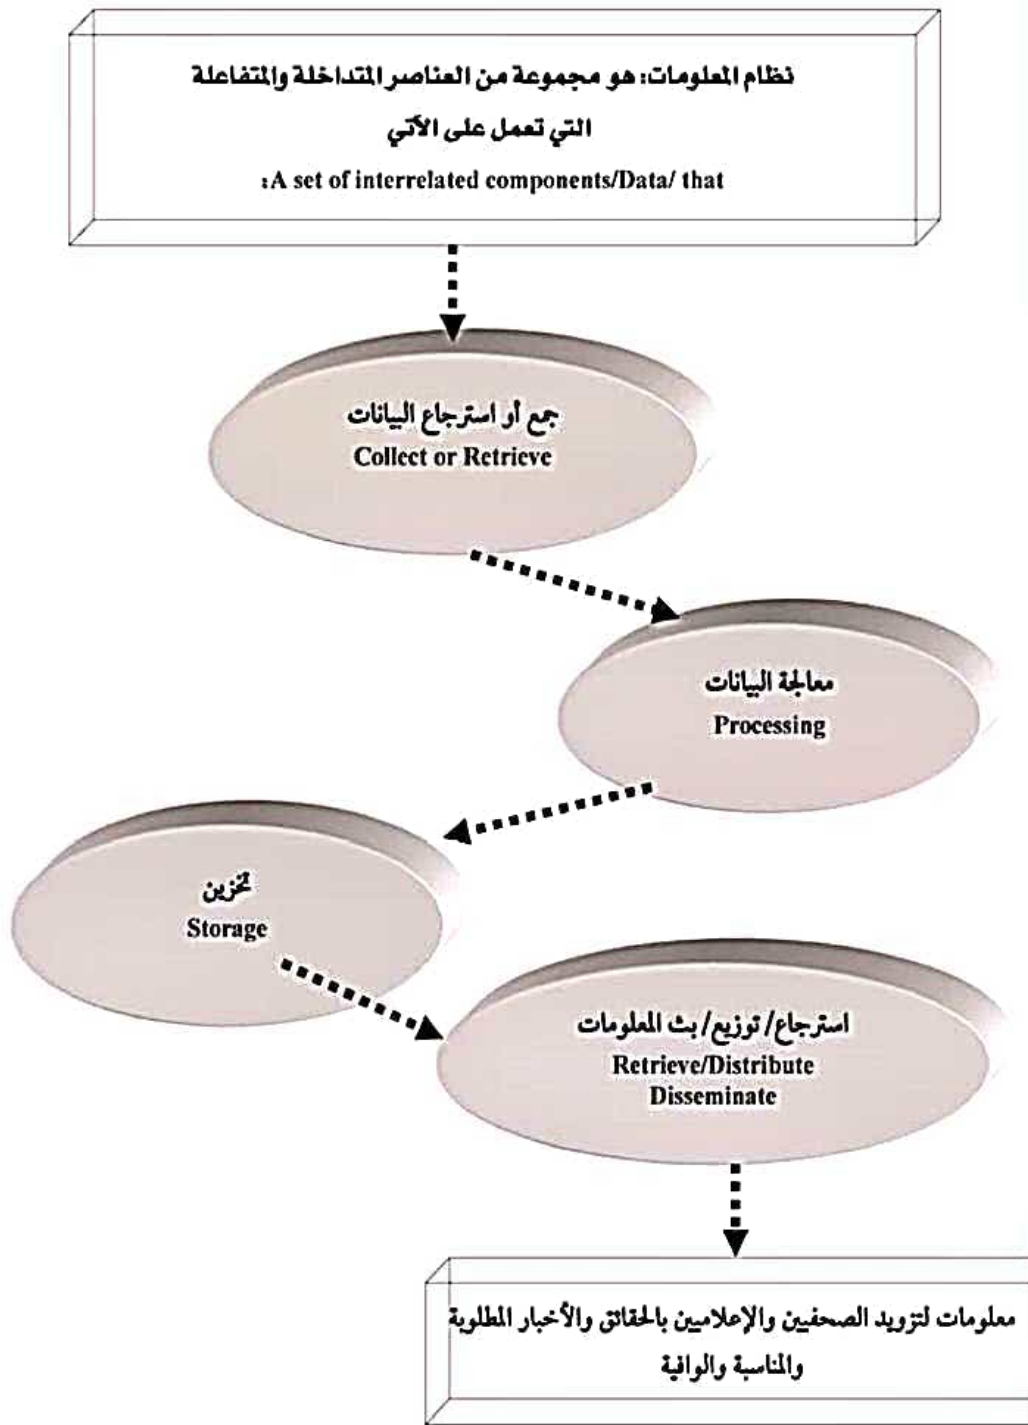 نظام المعلومات: هو مجموعة من العناصر المتداخلة والمتفاعلة
التي تعمل على الآتي
:A set of interrelated components/Data/ that
جمع أو استرجاع البيانات
Collect or Retrieve
معالجة البيانات
Processing
تخزين
Storage
استرجاع/ توزيع/ بث المعلومات
Retrieve/Distribute
Disseminate
معلومات لتزويد الصحفيين والإعلاميين بالحقائق والأخبار المطلوبة
والمناسبة والوافية